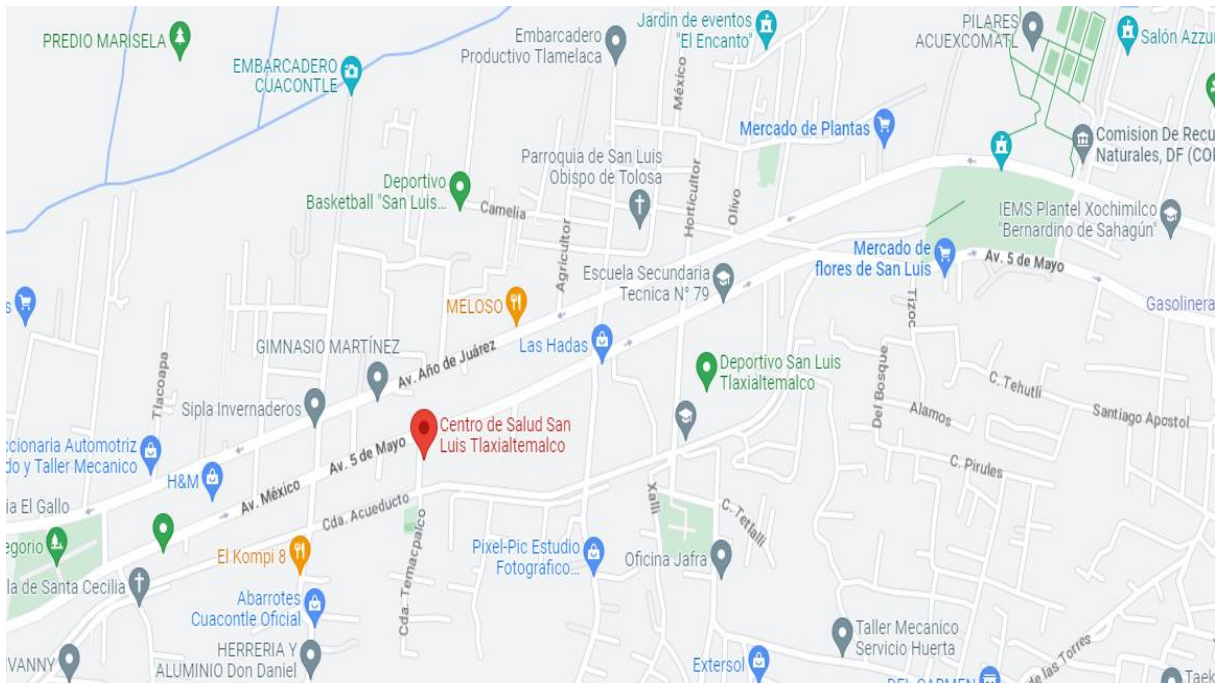 PREDIO MARISELA
EMBARCADERO
CUACONTLE
Embarcadero
Productivo Tlamelaca
Jardin de eventos
"El Encanto"
México
PILARES
ACUEXCOMATL
Salón Azzu
Mercado de Plantas
Comision De Recu
Naturales, DF (CO
Parroquia de San Luis
Obispo de Tolosa
Deportivo
Basketball "San Luis...
Camelia
Agricultor
Horticultor
Olivo
IEMS Plantel Xochimilco
"Bernardino de Sahagún"
Mercado de
flores de San Luis
Av. 5 de Mayo
Escuela Secundaria
Tecnica N° 79
Tizoc
Gasolinera
s
MELOSO
GIMNASIO MARTÍNEZ
Av. Año de Juárez
Las Hadas
Deportivo San Luis
Tlaxialtemalco
Tlacoapa
Sipla Invernaderos
Del Bosque
C. Tehutli
Alamos
Santiago Apostol
Centro de Salud San
Luis Tlaxialtemalco
ccionaria Automotriz
do y Taller Mecanico
Av. 5 de Mayo
H&M
Av. México
C. Pirules
ia El Gallo
Cda. Acueducto
Xalli
C. Tetlalli
egorio
El Kompi 8
Cda. Temacpalco
Pixel-Pic Estudio
Fotográfico...
Oficina Jafra
la de Santa Cecilia
Abarrotes
Cuacontle Oficial
HERRERIA Y
ALUMINIO Don Daniel
Taller Mecanico
Servicio Huerta
VANNY
Extersol
DEL CARMEN
de las Torres
Taek